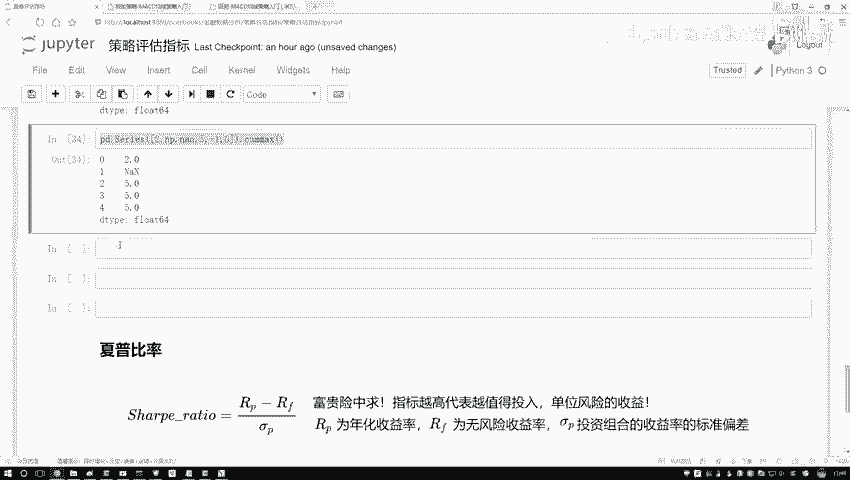 jupyter 策略评估指标 Last Checkpoint: an hour ago (unsaved changes)
Logout
File Edit View Insert Cell Kernel Widgets Help
Trusted Python 3
Code
dtype: float64
In [34] pd.Series([2,np.nan,5,-1,0]).cummax()
Out[34]: 0 2.0
1 NaN
2 5.0
3 5.0
4 5.0
dtype: float64
In [ ]:
In [ ]:
In [ ]:
夏普比率
Sharpe_ratio = (R_p − R_f) / σ_p 富贵险中求！指标越高代表越值得投入，单位风险的收益！
R_p 为年化收益率，R_f 为无风险收益率，σ_p 投资组合的收益率的标准偏差